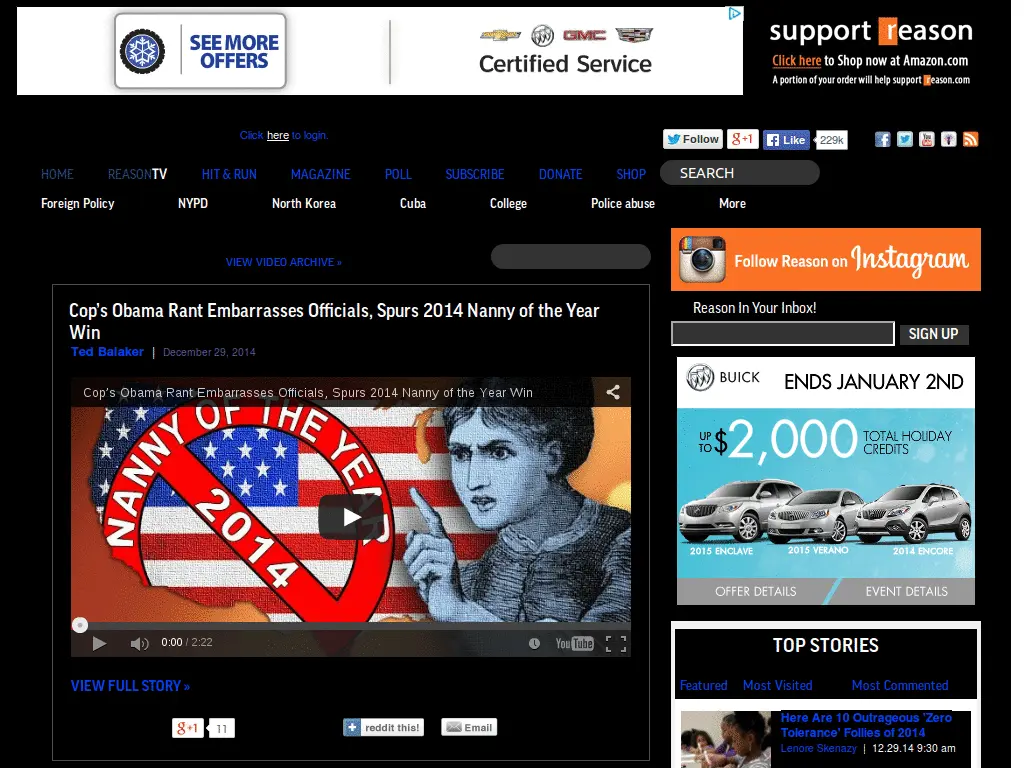 SEE MORE
OFFERS
GMC
Certified Service
support reason
Click here to Shop now at Amazon.com
A portion of your order will help support reason.com
Click here to login.
Follow
g+1
Like
229k
HOME
REASONTV
HIT & RUN
MAGAZINE
POLL
SUBSCRIBE
DONATE
SHOP
SEARCH
Foreign Policy
NYPD
North Korea
Cuba
College
Police abuse
More
VIEW VIDEO ARCHIVE »
Follow Reason on Instagram
Reason In Your Inbox!
SIGN UP
Cop's Obama Rant Embarrasses Officials, Spurs 2014 Nanny of the Year
Win
Ted Balaker | December 29, 2014
Cop's Obama Rant Embarrasses Officials, Spurs 2014 Nanny of the Year Win
NANNY OF THE YEAR
2014
0:00 / 2:22
YouTube
VIEW FULL STORY »
g+1
11
reddit this!
Email
BUICK
ENDS JANUARY 2ND
UP TO $2,000 TOTAL HOLIDAY
CREDITS
2015 ENCLAVE
2015 VERANO
2014 ENCORE
OFFER DETAILS
EVENT DETAILS
TOP STORIES
Featured
Most Visited
Most Commented
Here Are 10 Outrageous 'Zero
Tolerance' Follies of 2014
Lenore Skenazy | 12.29.14 9:30 am